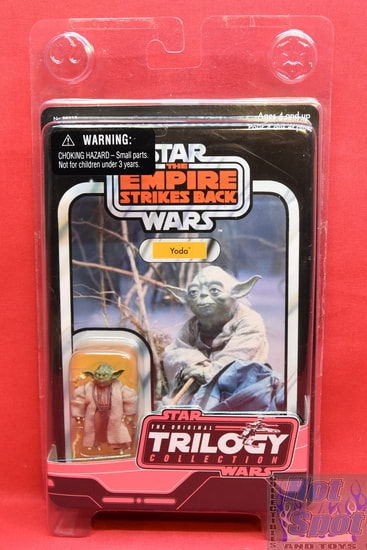 Ages 4 and up
WARNING:
CHOKING HAZARD – Small parts.
Not for children under 3 years.
STAR
THE
EMPIRE
STRIKES BACK
WARS
TM
Yoda
STAR
THE ORIGINAL
TRILOGY
COLLECTION
WARS
Hot
Spot
COLLECTIBLES
AND TOYS